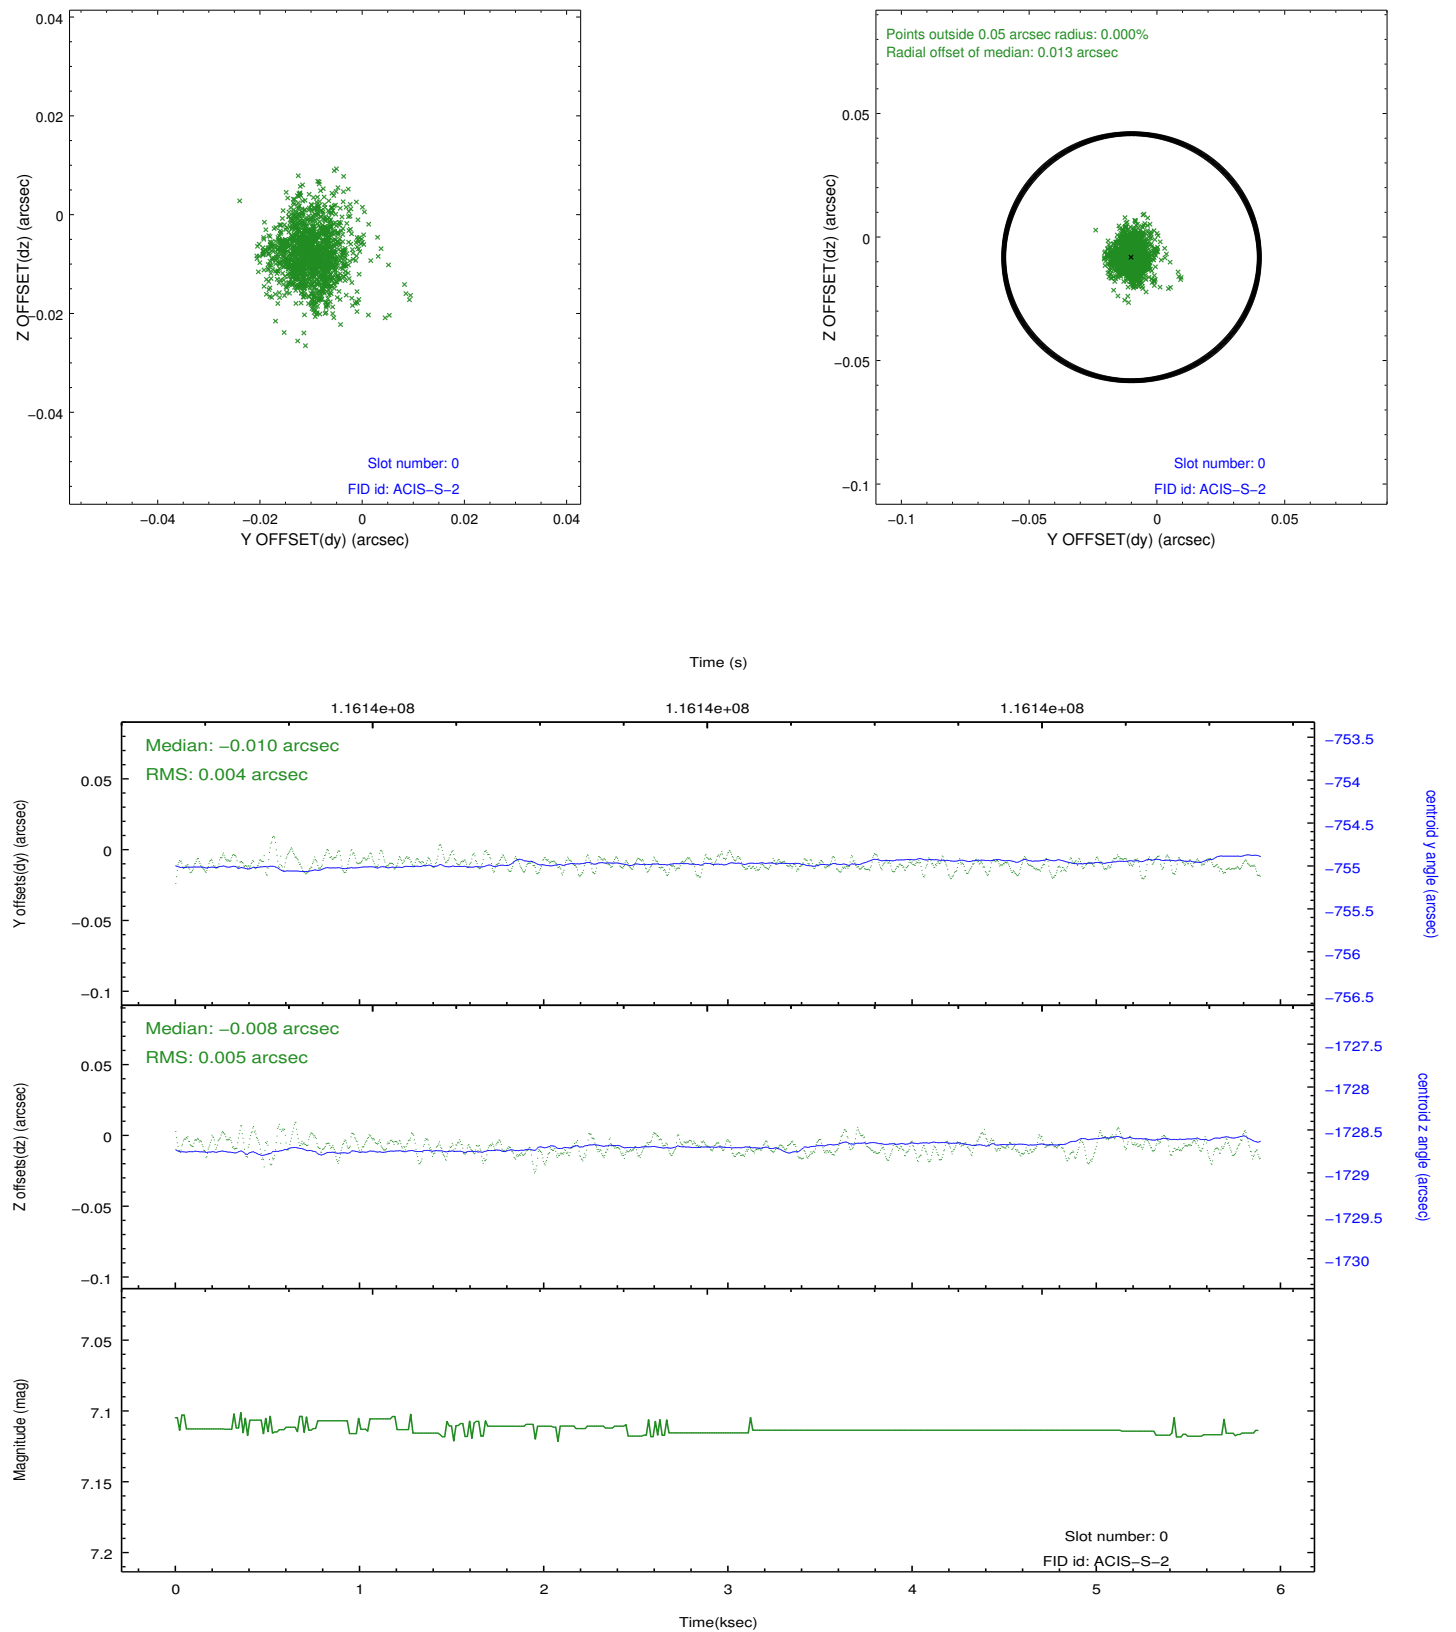 0.04
0.02
0
−0.02
−0.04
Z OFFSET(dz) (arcsec)
Slot number: 0
FID id: ACIS−S−2
−0.04
−0.02
0
0.02
0.04
Y OFFSET(dy) (arcsec)
Points outside 0.05 arcsec radius: 0.000%
Radial offset of median: 0.013 arcsec
0.05
0
−0.05
−0.1
Z OFFSET(dz) (arcsec)
Slot number: 0
FID id: ACIS−S−2
−0.1
−0.05
0
0.05
Y OFFSET(dy) (arcsec)
Time (s)
1.1614e+08
1.1614e+08
1.1614e+08
Median: −0.010 arcsec
RMS: 0.004 arcsec
0.05
0
−0.05
−0.1
Y offsets(dy) (arcsec)
−753.5
−754
−754.5
−755
−755.5
−756
−756.5
centroid y angle (arcsec)
Median: −0.008 arcsec
RMS: 0.005 arcsec
0.05
0
−0.05
−0.1
Z offsets(dz) (arcsec)
−1727.5
−1728
−1728.5
−1729
−1729.5
−1730
centroid z angle (arcsec)
7.05
7.1
7.15
7.2
Magnitude (mag)
Slot number: 0
FID id: ACIS−S−2
0
1
2
3
4
5
6
Time(ksec)